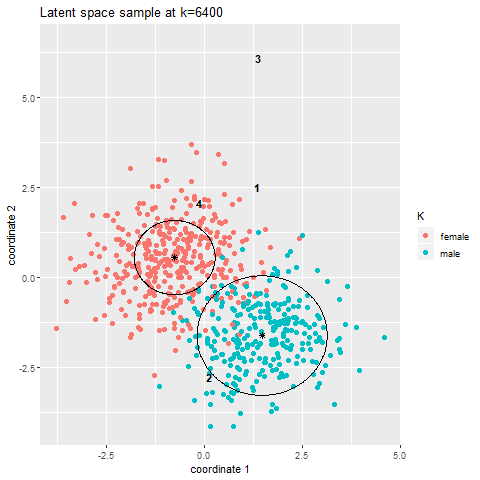 Latent space sample at k=6400
3
5.0
2.5
1
4
0.0
-2.5
2
-2.5
0.0
2.5
5.0
coordinate 1
coordinate 2
K
female
male